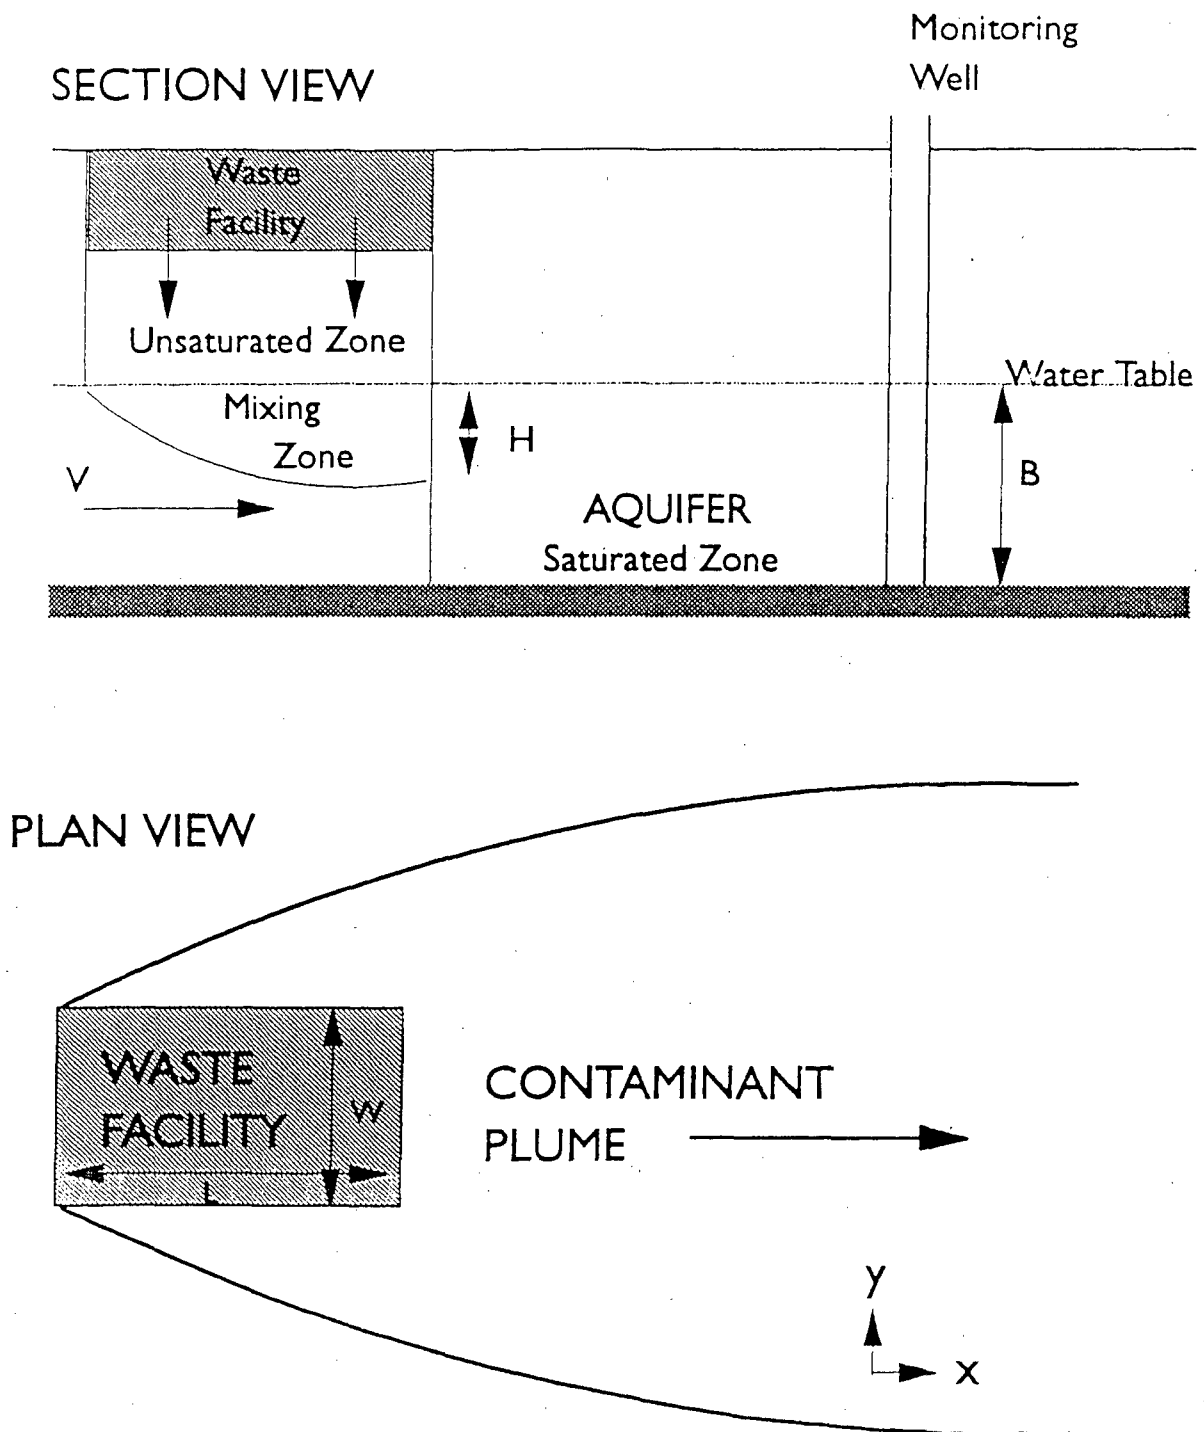 Monitoring
Well
SECTION VIEW
Waste
Facility
Unsaturated Zone
Water Table
Mixing
Zone
H
V
B
AQUIFER
Saturated Zone
PLAN VIEW
WASTE
FACILITY
W
L
CONTAMINANT
PLUME
y
x